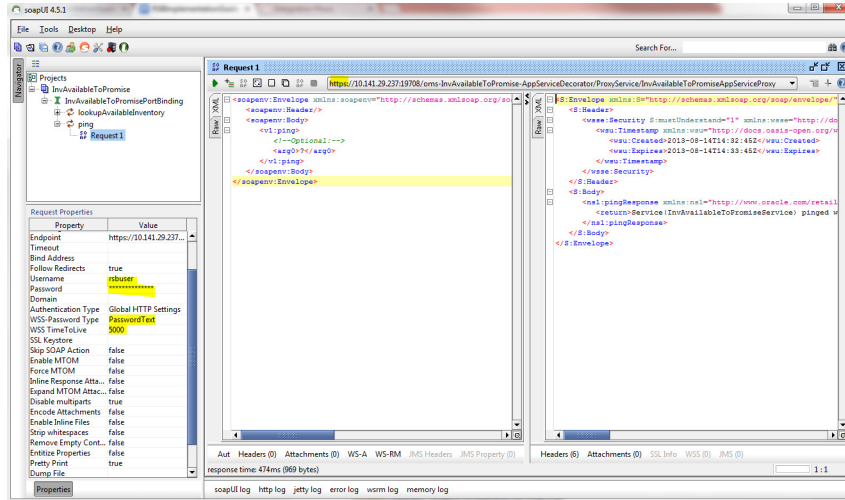 soapUI 4.5.1
File Tools Desktop Help
Search For...
Navigator
Projects
InvAvailableToPromise
InvAvailableToPromisePortBinding
lookupAvailableInventory
ping
Request 1
Request Properties
Property Value
Endpoint https://10.141.29.237...
Timeout
Bind Address
Follow Redirects true
Username rsbuser
Password **************
Domain
Authentication Type Global HTTP Settings
WSS-Password Type PasswordText
WSS TimeToLive 5000
SSL Keystore
Skip SOAP Action false
Enable MTOM false
Force MTOM false
Inline Response Atta... false
Expand MTOM Attac... false
Disable multiparts true
Encode Attachments false
Enable Inline Files false
Strip whitespaces false
Remove Empty Cont... false
Entitize Properties false
Pretty Print true
Dump File
Properties
Request 1
https://10.141.29.237:19708/oms-InvAvailableToPromise-AppServiceDecorator/ProxyService/InvAvailableToPromiseAppServiceProxy
XML
Raw
<soapenv:Envelope xmlns:soapenv="http://schemas.xmlsoap.org/so
<soapenv:Header/>
<soapenv:Body>
<v1:ping>
<!--Optional:-->
<arg0>?</arg0>
</v1:ping>
</soapenv:Body>
</soapenv:Envelope>
Aut Headers (0) Attachments (0) WS-A WS-RM JMS Headers JMS Property (0)
XML
Raw
<S:Envelope xmlns:S="http://schemas.xmlsoap.org/soap/envelope/"
<S:Header>
<wsse:Security S:mustUnderstand="1" xmlns:wsse="http://do
<wsu:Timestamp xmlns:wsu="http://docs.oasis-open.org/w
<wsu:Created>2013-08-14T14:32:45Z</wsu:Created>
<wsu:Expires>2013-08-14T14:33:45Z</wsu:Expires>
</wsu:Timestamp>
</wsse:Security>
</S:Header>
<S:Body>
<ns1:pingResponse xmlns:ns1="http://www.oracle.com/retail
<return>Service(InvAvailableToPromiseService) pinged w
</ns1:pingResponse>
</S:Body>
</S:Envelope>
Headers (6) Attachments (0) SSL Info WSS (0) JMS (0)
response time: 474ms (969 bytes)
1:1
soapUI log http log jetty log error log wsrm log memory log